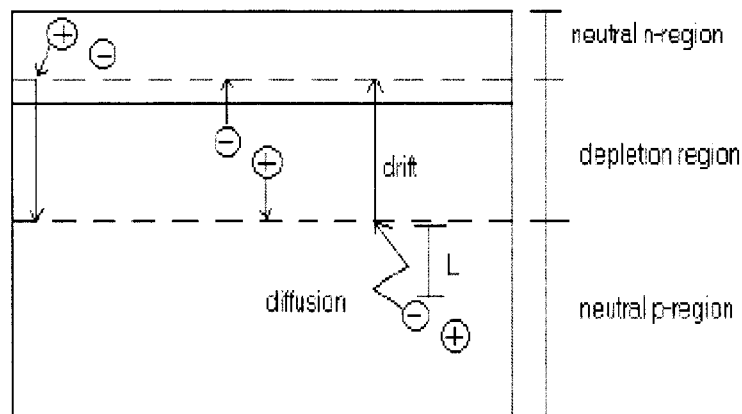 neutral n-region
depletion region
drift
L
diffusion
neutral p-region